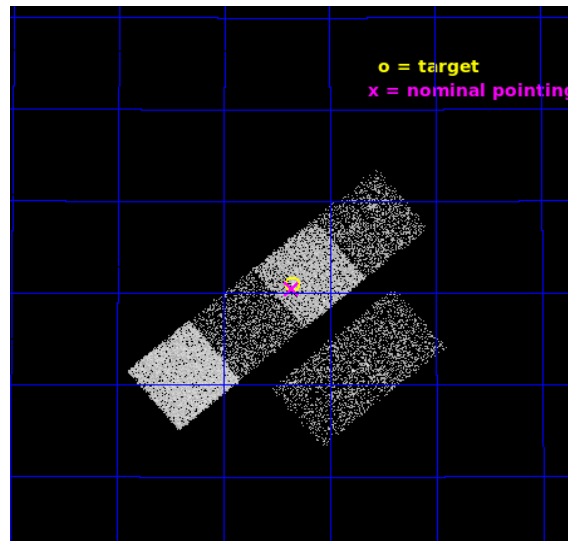 o = target
x = nominal pointing